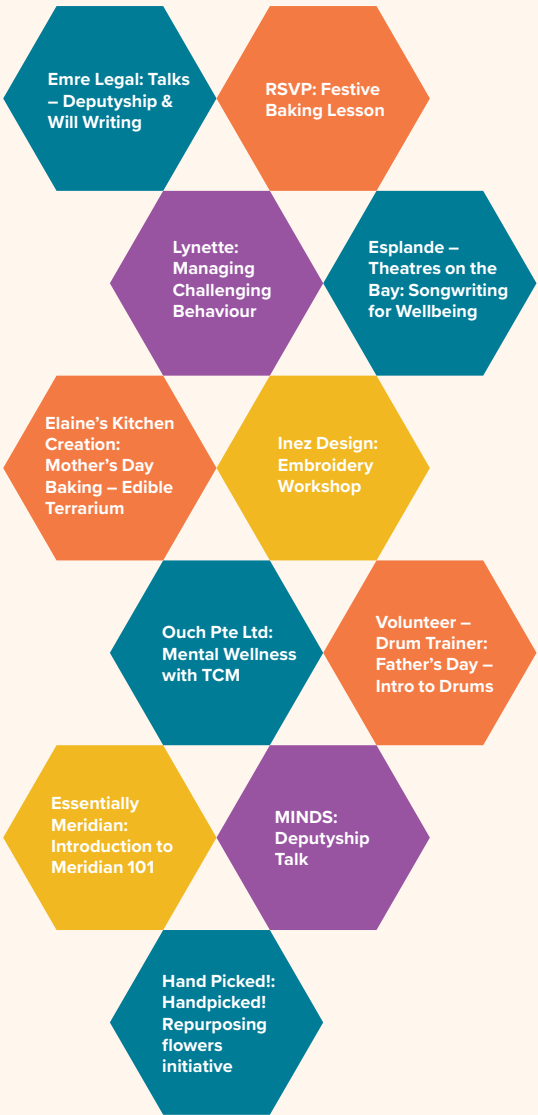 Emre Legal: Talks
– Deputyship &
Will Writing
RSVP: Festive
Baking Lesson
Lynette:
Managing
Challenging
Behaviour
Esplande –
Theatres on the
Bay: Songwriting
for Wellbeing
Elaine’s Kitchen
Creation:
Mother’s Day
Baking – Edible
Terrarium
Inez Design:
Embroidery
Workshop
Ouch Pte Ltd:
Mental Wellness
with TCM
Volunteer –
Drum Trainer:
Father’s Day –
Intro to Drums
Essentially
Meridian:
Introduction to
Meridian 101
MINDS:
Deputyship
Talk
Hand Picked!:
Handpicked!
Repurposing
flowers
initiative